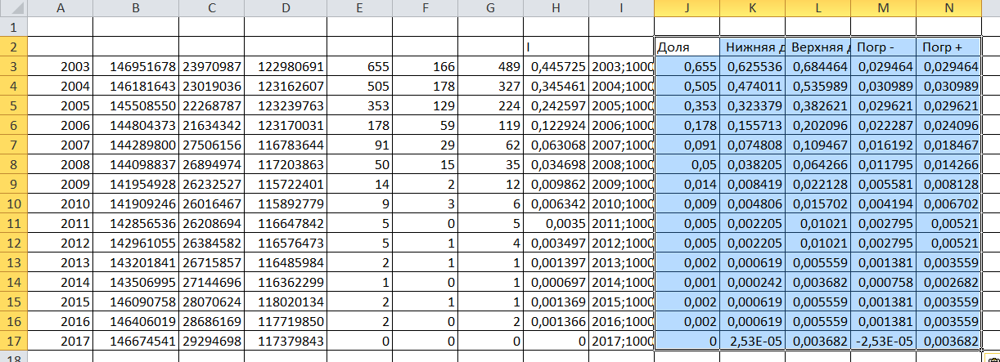 A B C D E F G H I J K L M N
1
2 I Доля Нижняя д Верхняя д Погр - Погр +
3 2003 146951678 23970987 122980691 655 166 489 0,445725 2003;1000 0,655 0,625536 0,684464 0,029464 0,029464
4 2004 146181643 23019036 123162607 505 178 327 0,345461 2004;1000 0,505 0,474011 0,535989 0,030989 0,030989
5 2005 145508550 22268787 123239763 353 129 224 0,242597 2005;1000 0,353 0,323379 0,382621 0,029621 0,029621
6 2006 144804373 21634342 123170031 178 59 119 0,122924 2006;1000 0,178 0,155713 0,202096 0,022287 0,024096
7 2007 144289800 27506156 116783644 91 29 62 0,063068 2007;1000 0,091 0,074808 0,109467 0,016192 0,018467
8 2008 144098837 26894974 117203863 50 15 35 0,034698 2008;1000 0,05 0,038205 0,064266 0,011795 0,014266
9 2009 141954928 26232527 115722401 14 2 12 0,009862 2009;1000 0,014 0,008419 0,022128 0,005581 0,008128
10 2010 141909246 26016467 115892779 9 3 6 0,006342 2010;1000 0,009 0,004806 0,015702 0,004194 0,006702
11 2011 142856536 26208694 116647842 5 0 5 0,0035 2011;1000 0,005 0,002205 0,01021 0,002795 0,00521
12 2012 142961055 26384582 116576473 5 1 4 0,003497 2012;1000 0,005 0,002205 0,01021 0,002795 0,00521
13 2013 143201841 26715857 116485984 2 1 1 0,001397 2013;1000 0,002 0,000619 0,005559 0,001381 0,003559
14 2014 143506995 27144696 116362299 1 0 1 0,000697 2014;1000 0,001 0,000242 0,003682 0,000758 0,002682
15 2015 146090758 28070624 118020134 2 1 1 0,001369 2015;1000 0,002 0,000619 0,005559 0,001381 0,003559
16 2016 146406019 28686169 117719850 2 0 2 0,001366 2016;1000 0,002 0,000619 0,005559 0,001381 0,003559
17 2017 146674541 29294698 117379843 0 0 0 0 2017;1000 0 2,53E-05 0,003682 -2,53E-05 0,003682
18